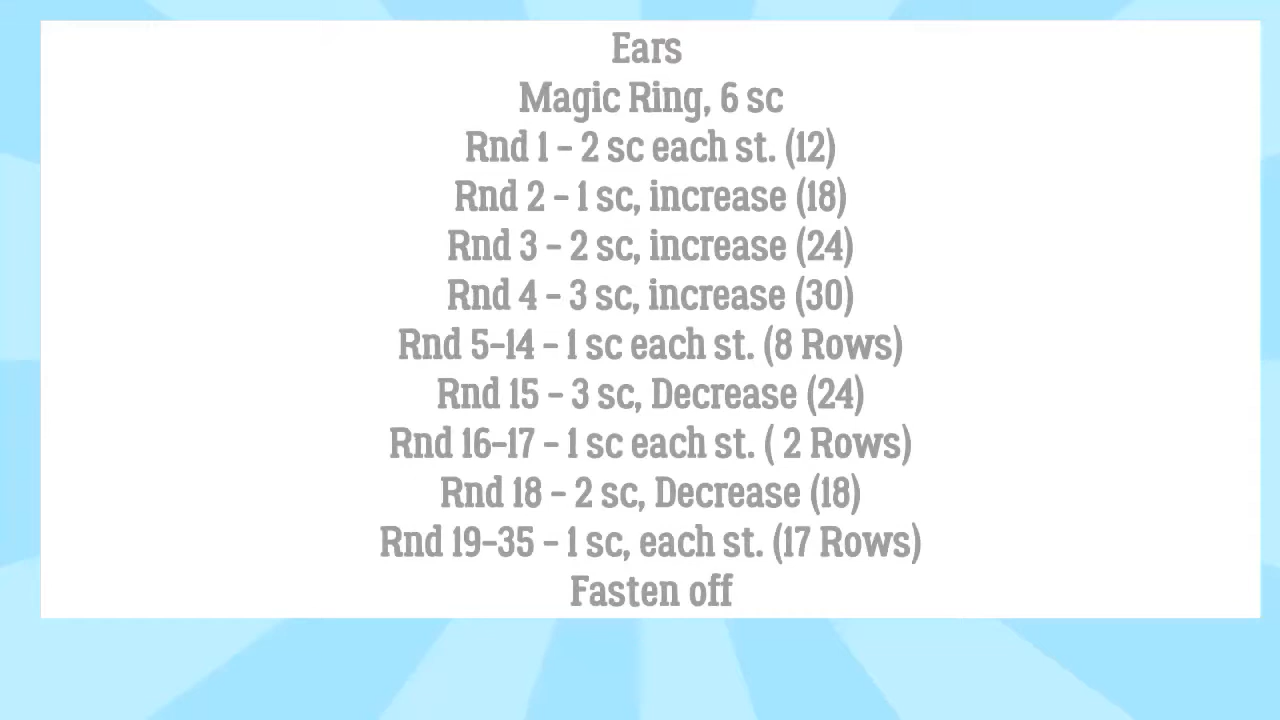 Ears
Magic Ring, 6 sc
Rnd 1 - 2 sc each st. (12)
Rnd 2 - 1 sc, increase (18)
Rnd 3 - 2 sc, increase (24)
Rnd 4 - 3 sc, increase (30)
Rnd 5-14 - 1 sc each st. (8 Rows)
Rnd 15 - 3 sc, Decrease (24)
Rnd 16-17 - 1 sc each st. ( 2 Rows)
Rnd 18 - 2 sc, Decrease (18)
Rnd 19-35 - 1 sc, each st. (17 Rows)
Fasten off